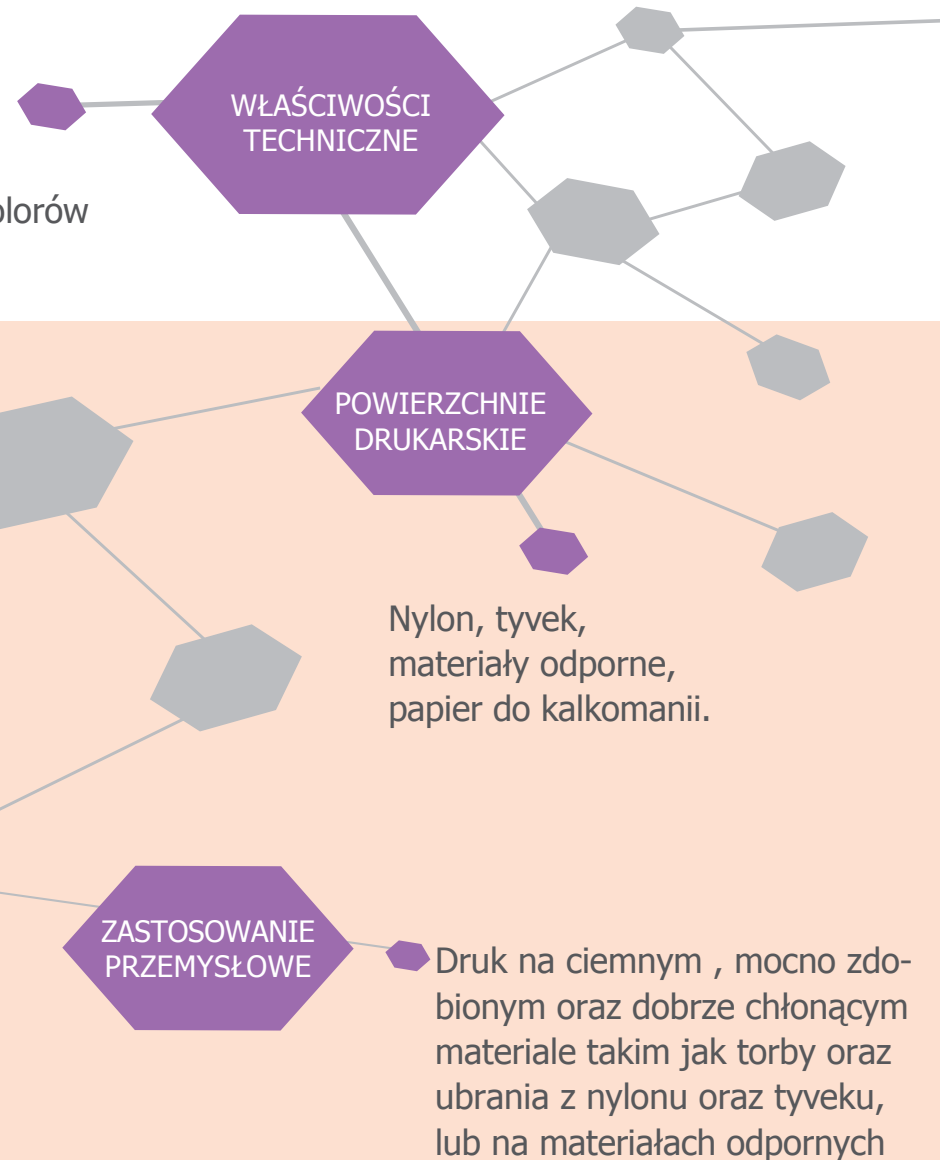 WŁAŚCIWOŚCI
TECHNICZNE
POWIERZCHNIE
DRUKARSKIE
Nylon, tyvek,
materiały odporne,
papier do kalkomanii.
ZASTOSOWANIE
PRZEMYSŁOWE
Druk na ciemnym , mocno zdo-
bionym oraz dobrze chłonącym
materiale takim jak torby oraz
ubrania z nylonu oraz tyveku,
lub na materiałach odpornych